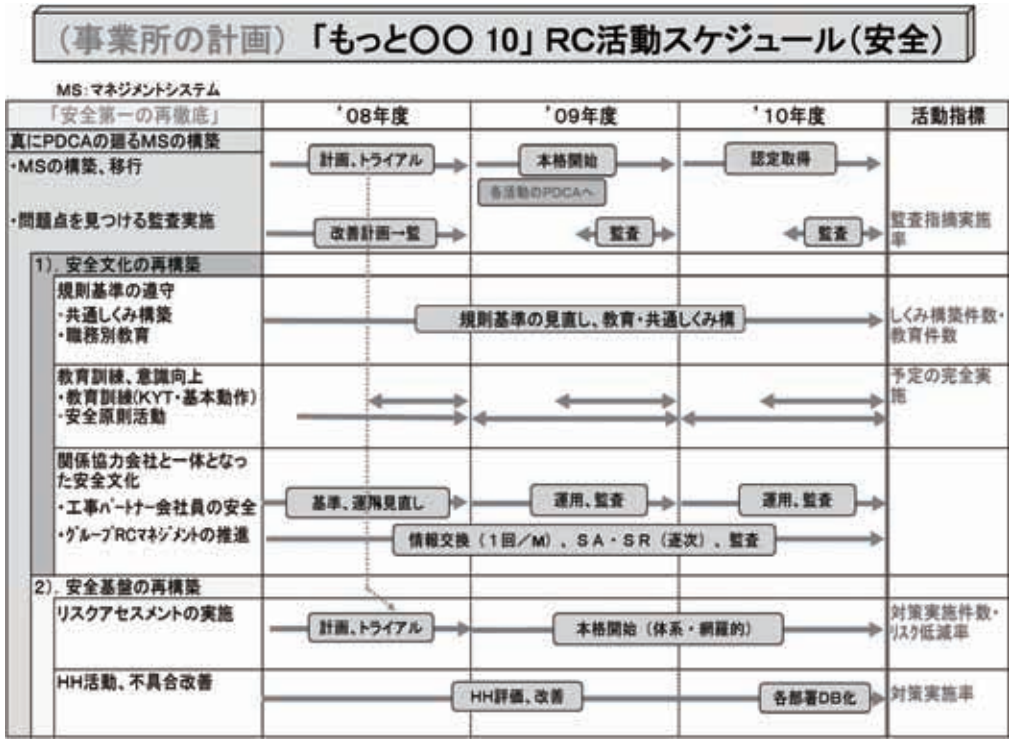 (事業所の計画)「もっと〇〇 10」RC活動スケジュール(安全)
MS:マネジメントシステム
「安全第一の再徹底」 '08年度 '09年度 '10年度 活動指標
真にPDCAの廻るMSの構築
・MSの構築、移行 計画、トライアル 本格開始 認定取得
各活動のPDCAへ
・問題点を見つける監査実施 改善計画→監 監査 監査 監査指摘実施
率
1). 安全文化の再構築
規則基準の遵守
・共通しくみ構築 規則基準の見直し、教育・共通しくみ構 しくみ構築件数・
・職務別教育 教育件数
教育訓練、意識向上 予定の完全実
・教育訓練(KYT・基本動作) 施
・安全原則活動
関係協力会社と一体となっ
た安全文化
・工事パートナー会社員の安全 基準、運用見直し 運用、監査 運用、監査
・グループRCマネジメントの推進 情報交換(1回/M)、SA・SR(逐次)、監査
2). 安全基盤の再構築
リスクアセスメントの実施 計画、トライアル 本格開始(体系・網羅的) 対策実施件数・
リスク低減率
HH活動、不具合改善 HH評価、改善 各部署DB化 対策実施率